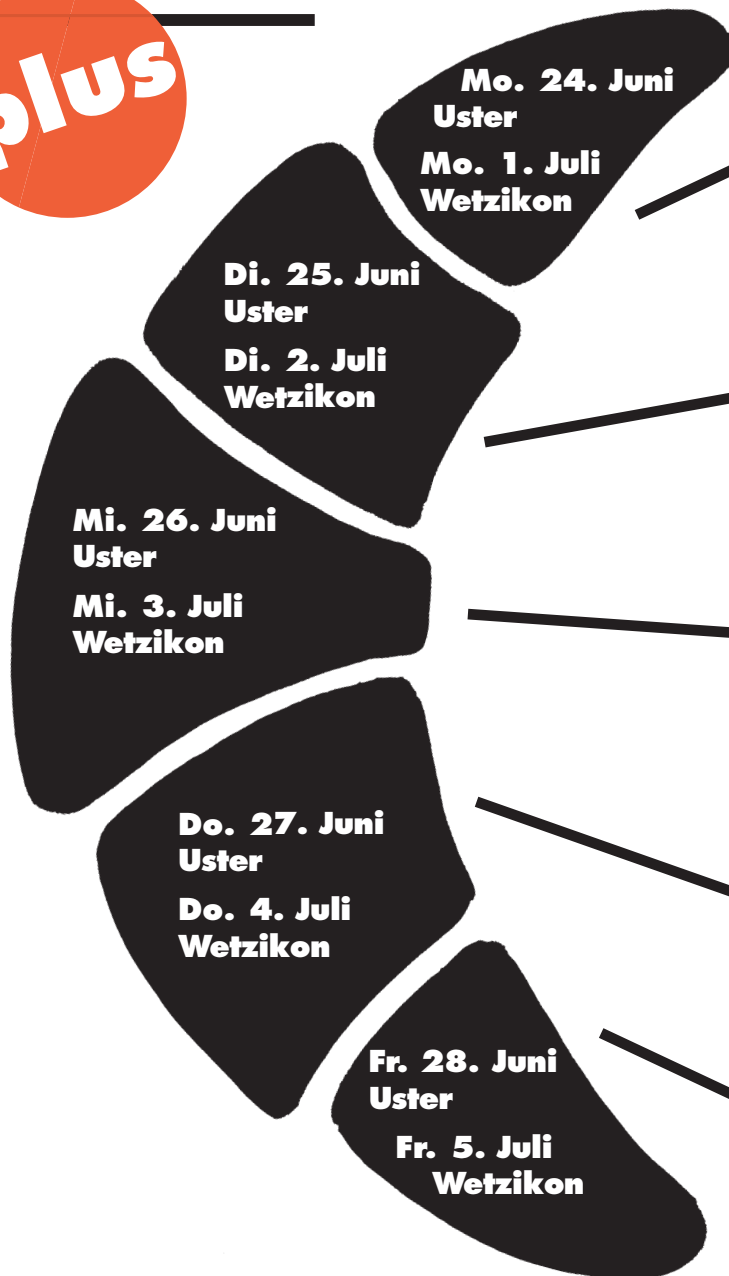 plus
Mo. 24. Juni
Uster
Mo. 1. Juli
Wetzikon
Di. 25. Juni
Uster
Di. 2. Juli
Wetzikon
Mi. 26. Juni
Uster
Mi. 3. Juli
Wetzikon
Do. 27. Juni
Uster
Do. 4. Juli
Wetzikon
Fr. 28. Juni
Uster
Fr. 5. Juli
Wetzikon